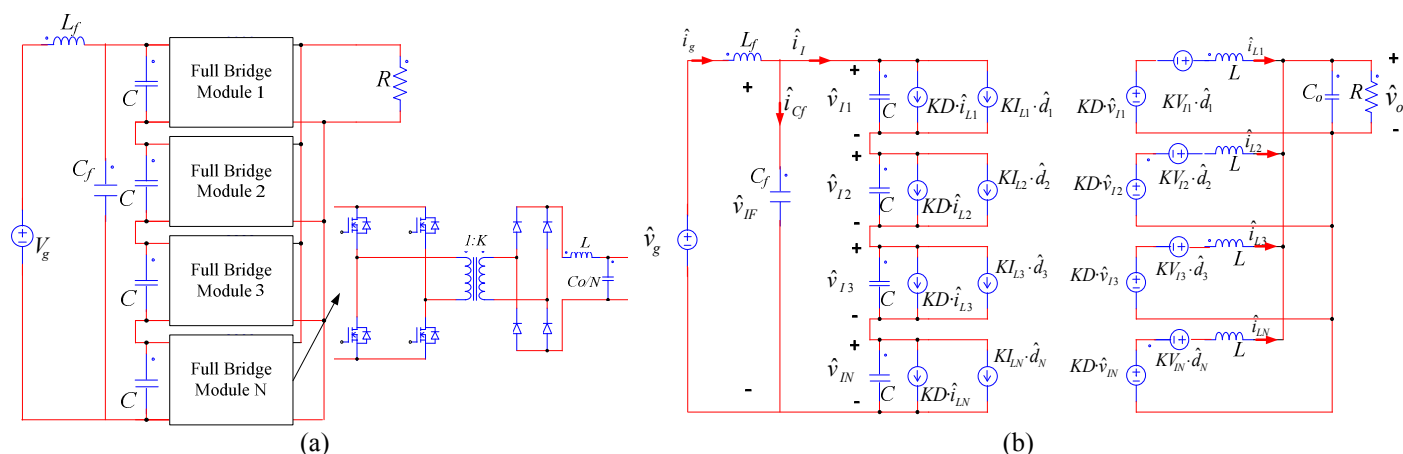 L_f
C
Full Bridge
Module 1
R
C_f
C
Full Bridge
Module 2
V_g
C
Full Bridge
Module 3
C
Full Bridge
Module N
1:K
L
Co/N
(a)
î_g
L_f
î_I
+
-
î_Cf
C_f
v̂_IF
v̂_g
+
v̂_I1
-
C
KD·î_L1
KI_L1·d̂_1
+
v̂_I2
-
C
KD·î_L2
KI_L2·d̂_2
+
v̂_I3
-
C
KD·î_L3
KI_L3·d̂_3
+
v̂_IN
-
C
KD·î_LN
KI_LN·d̂_N
KD·v̂_I1
KV_I1·d̂_1
L
î_L1
C_o
R
+
v̂_o
-
KD·v̂_I2
KV_I2·d̂_2
L
î_L2
KD·v̂_I3
KV_I3·d̂_3
L
î_L3
KD·v̂_IN
KV_IN·d̂_N
L
î_LN
(b)